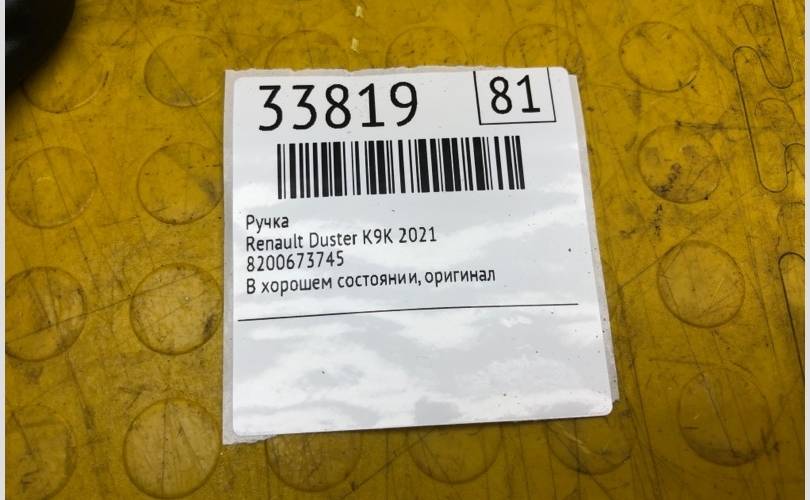 33819 81
Ручка
Renault Duster K9K 2021
8200673745
В хорошем состоянии, оригинал